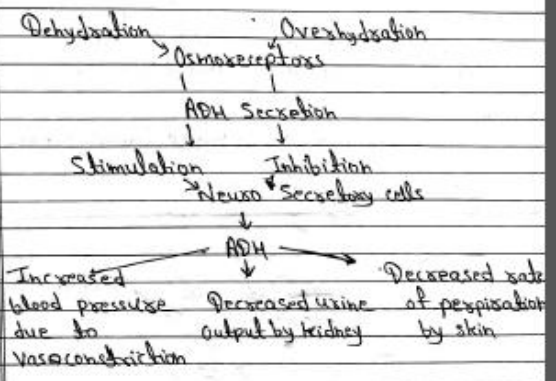 Dehydration Overhydration
Osmoreceptors
ADH Secretion
Stimulation Inhibition
Neuro Secretory cells
ADH
Increased Decreased rate
blood pressure Decreased urine of perpiration
due to output by kidney by skin
vasoconstriction